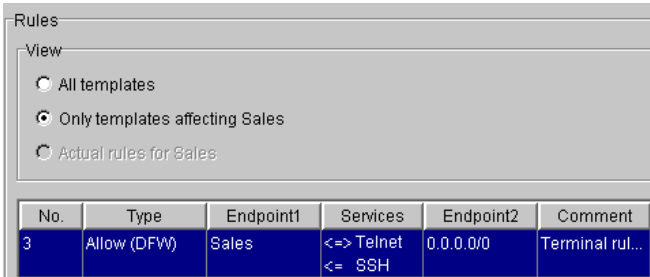 Rules
View
All templates
Only templates affecting Sales
Actual rules for Sales
No. Type Endpoint1 Services Endpoint2 Comment
3 Allow (DFW) Sales <=> Telnet 0.0.0.0/0 Terminal rul...
<= SSH